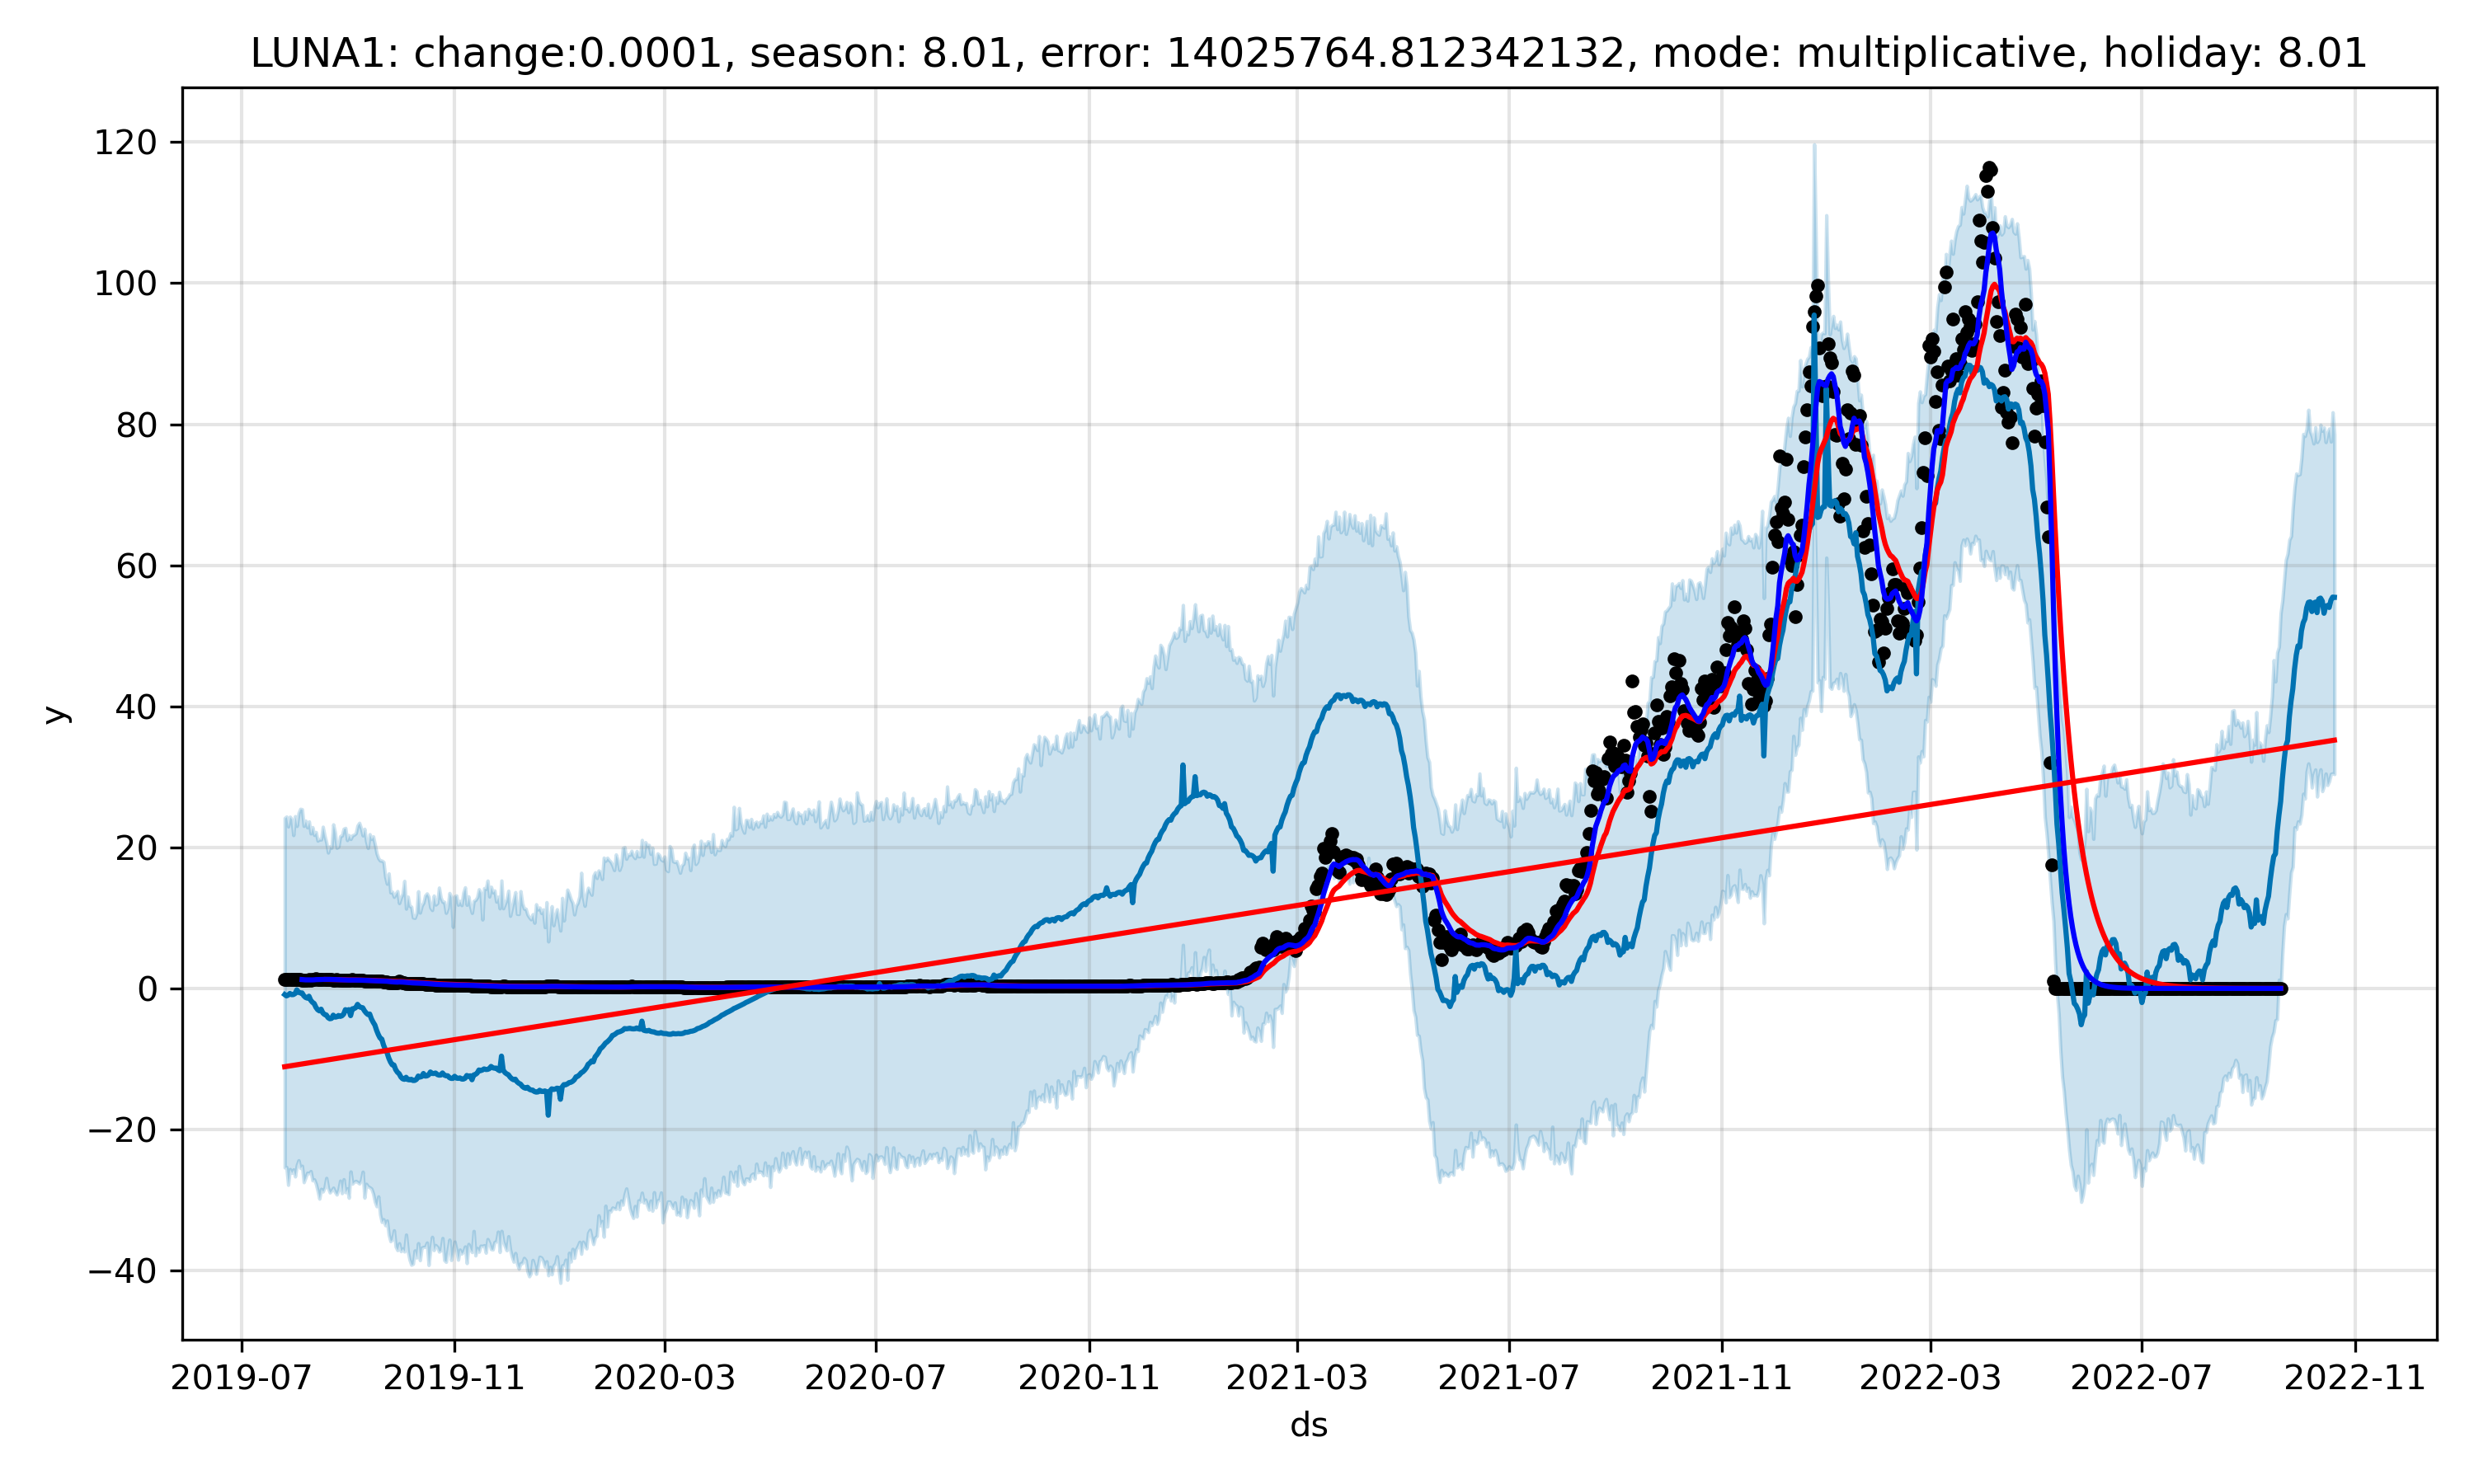 LUNA1: change:0.0001, season: 8.01, error: 14025764.812342132, mode: multiplicative, holiday: 8.01
120
100
80
60
40
20
0
−20
−40
y
2019-07 2019-11 2020-03 2020-07 2020-11 2021-03 2021-07 2021-11 2022-03 2022-07 2022-11
ds